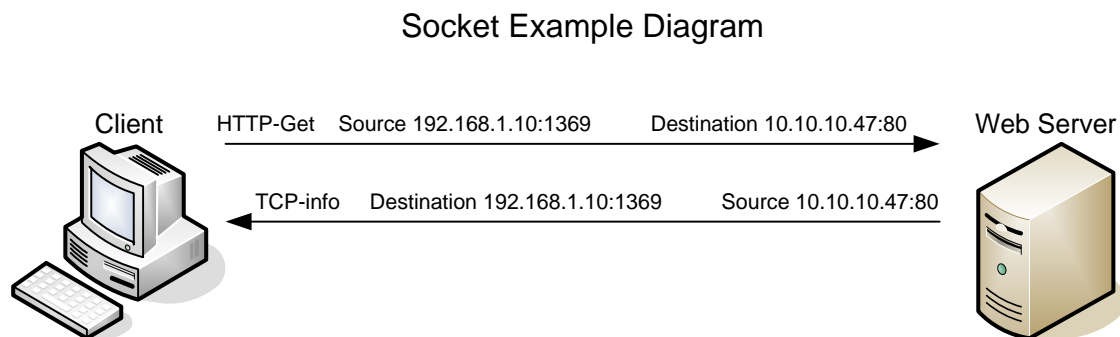 Socket Example Diagram
Client
HTTP-Get Source 192.168.1.10:1369 Destination 10.10.10.47:80
Web Server
TCP-info Destination 192.168.1.10:1369 Source 10.10.10.47:80